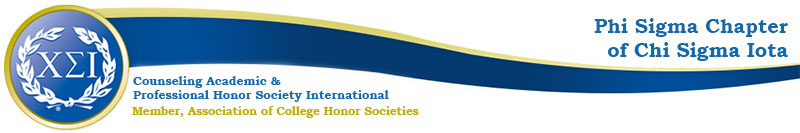 Phi Sigma Chapter
of Chi Sigma Iota
ΧΣΙ
®
Counseling Academic &
Professional Honor Society International
Member, Association of College Honor Societies